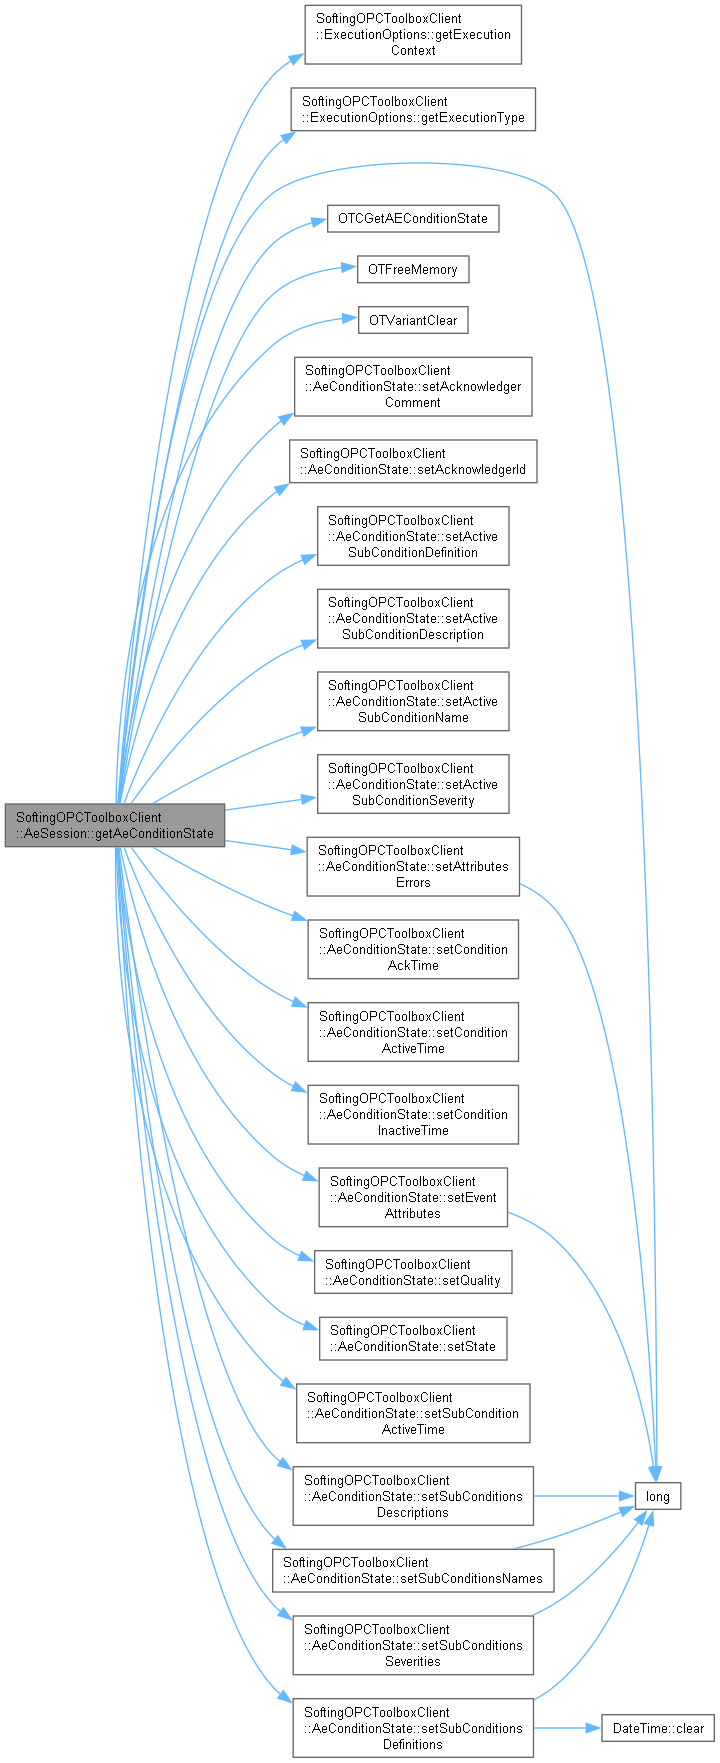 SoftingOPCToolboxClient
::ExecutionOptions::getExecution
Context
SoftingOPCToolboxClient
::ExecutionOptions::getExecutionType
OTCGetAEConditionState
OTFreeMemory
OTVariantClear
SoftingOPCToolboxClient
::AeConditionState::setAcknowledger
Comment
SoftingOPCToolboxClient
::AeConditionState::setAcknowledgerId
SoftingOPCToolboxClient
::AeConditionState::setActive
SubConditionDefinition
SoftingOPCToolboxClient
::AeConditionState::setActive
SubConditionDescription
SoftingOPCToolboxClient
::AeConditionState::setActive
SubConditionName
SoftingOPCToolboxClient
::AeConditionState::setActive
SubConditionSeverity
SoftingOPCToolboxClient
::AeSession::getAeConditionState
SoftingOPCToolboxClient
::AeConditionState::setAttributes
Errors
SoftingOPCToolboxClient
::AeConditionState::setCondition
AckTime
SoftingOPCToolboxClient
::AeConditionState::setCondition
ActiveTime
SoftingOPCToolboxClient
::AeConditionState::setCondition
InactiveTime
SoftingOPCToolboxClient
::AeConditionState::setEvent
Attributes
SoftingOPCToolboxClient
::AeConditionState::setQuality
SoftingOPCToolboxClient
::AeConditionState::setState
SoftingOPCToolboxClient
::AeConditionState::setSubCondition
ActiveTime
SoftingOPCToolboxClient
::AeConditionState::setSubConditions
Descriptions
long
SoftingOPCToolboxClient
::AeConditionState::setSubConditionsNames
SoftingOPCToolboxClient
::AeConditionState::setSubConditions
Severities
SoftingOPCToolboxClient
::AeConditionState::setSubConditions
Definitions
DateTime::clear